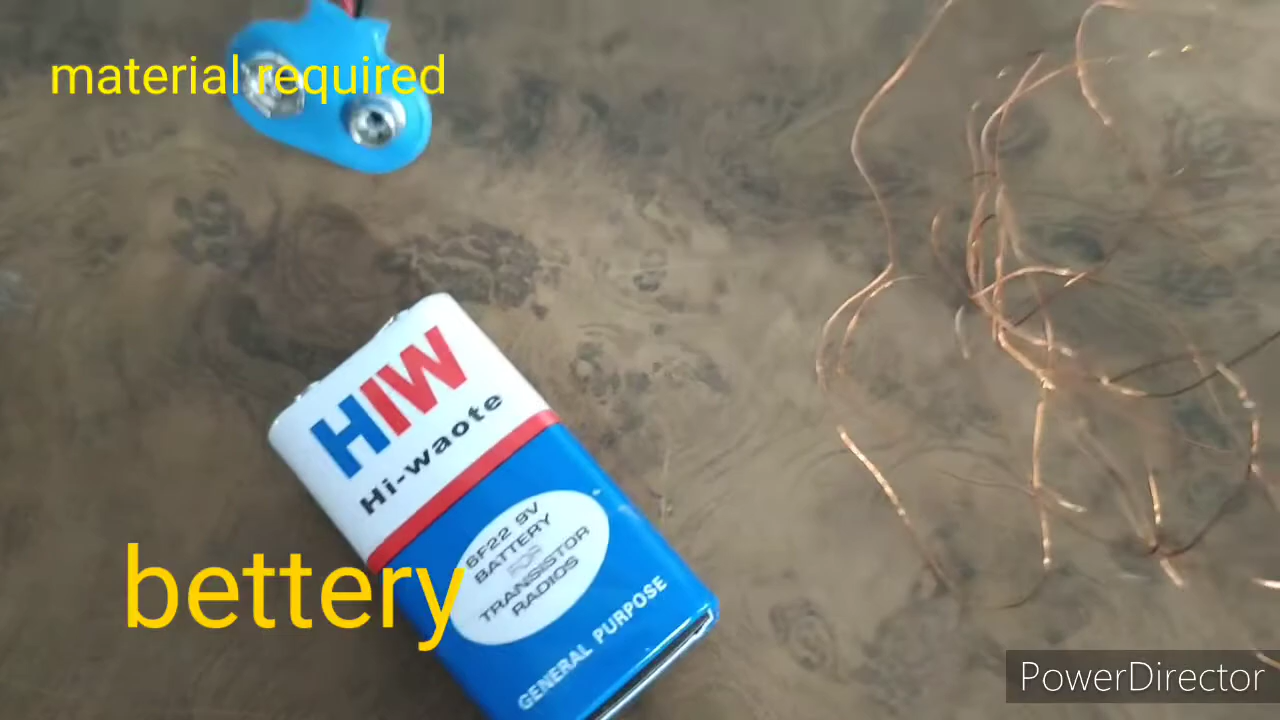 material required
HIW
Hi-waote
6F22 9V
BATTERY
FOR
TRANSISTOR
RADIOS
GENERAL PURPOSE
bettery
PowerDirector